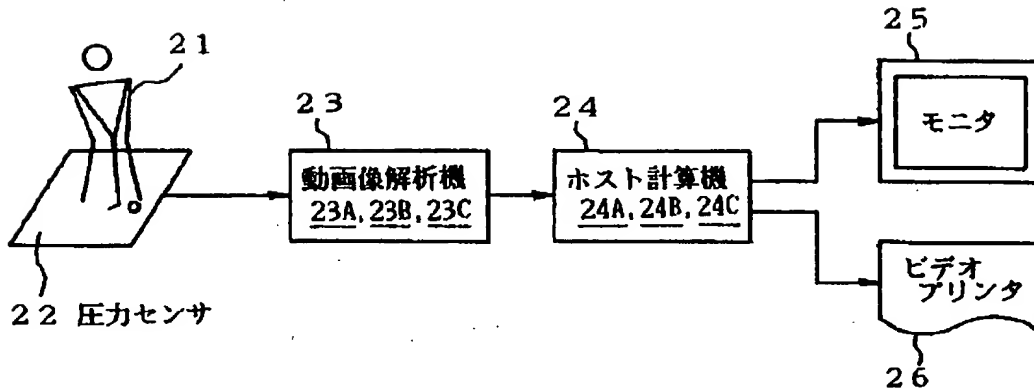 21
22 圧力センサ
23
動画像解析機
23A, 23B, 23C
24
ホスト計算機
24A, 24B, 24C
25
モニタ
ビデオ
プリンタ
26